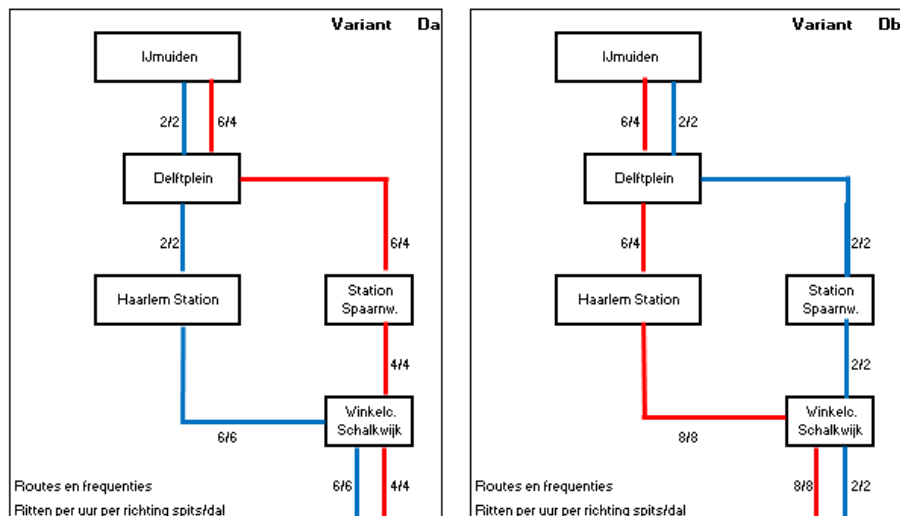 Variant Da
IJmuiden
2/2 6/4
Delftplein
2/2 6/4
Haarlem Station
Station
Spaarnw.
4/4
Winkelc.
Schalkwijk
6/6
6/6 4/4
Routes en frequenties
Ritten per uur per richting spits/dal
Variant Db
IJmuiden
6/4 2/2
Delftplein
6/4 2/2
Haarlem Station
Station
Spaarnw.
2/2
Winkelc.
Schalkwijk
8/8
8/8 2/2
Routes en frequenties
Ritten per uur per richting spits/dal